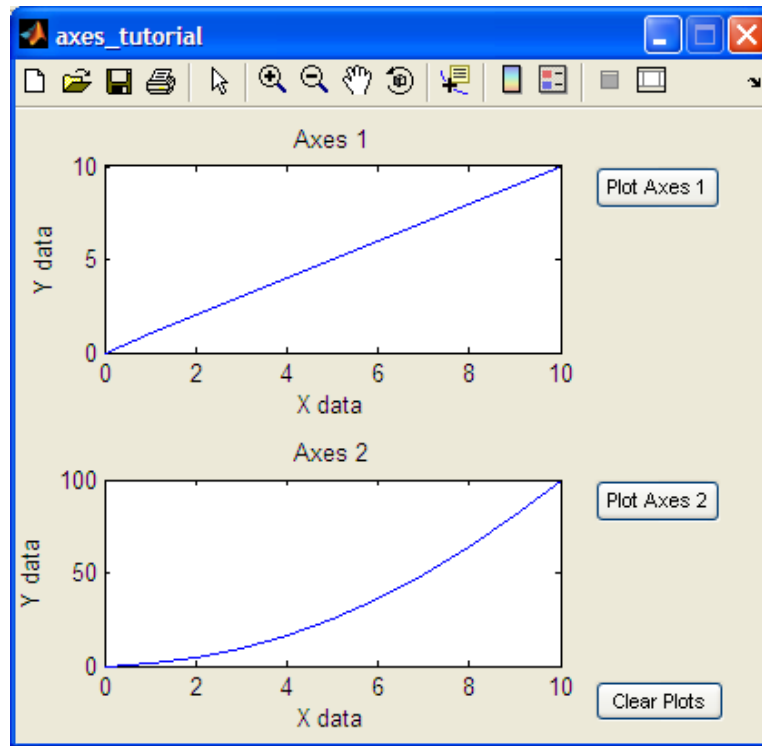 axes_tutorial
Axes 1
10
5
0
Y data
0 2 4 6 8 10
X data
Plot Axes 1
Axes 2
100
50
0
Y data
0 2 4 6 8 10
X data
Plot Axes 2
Clear Plots